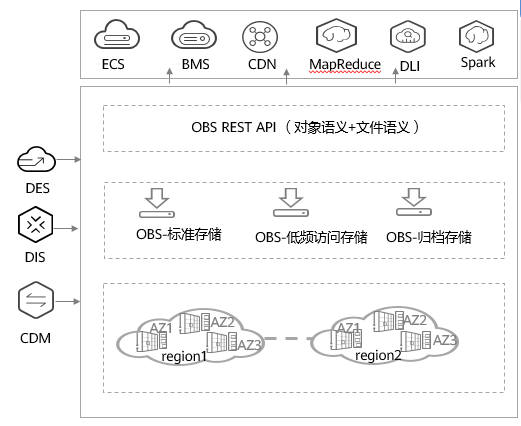 ECS
BMS
CDN
MapReduce
DLI
Spark
OBS REST API（对象语义+文件语义）
DES
OBS-标准存储
OBS-低频访问存储
OBS-归档存储
DIS
CDM
AZ1
AZ2
AZ3
region1
AZ1
AZ2
AZ3
region2